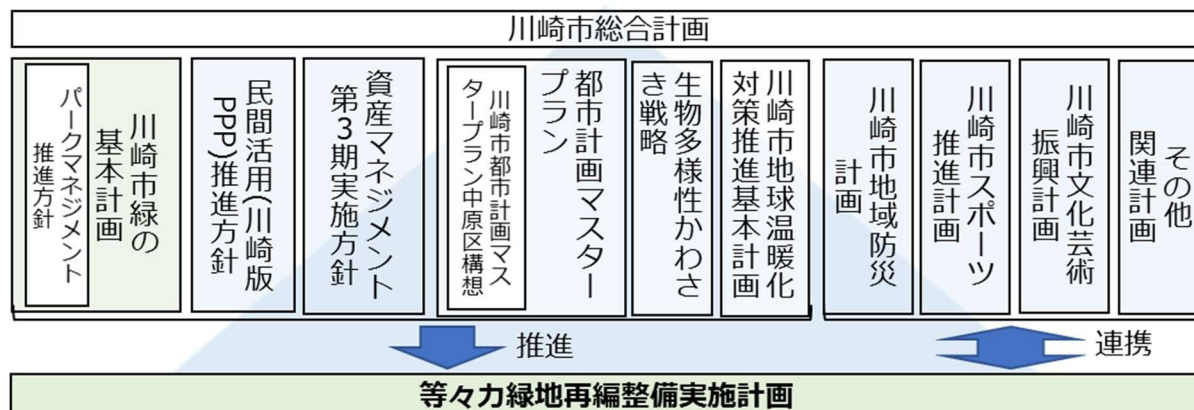 川崎市総合計画
川崎市緑の
基本計画
パークマネジメント
推進方針
民間活用(川崎版
PPP)推進方針
資産マネジメント
第3期実施方針
都市計画マスター
プラン
川崎市都市計画マス
タープラン中原区構想
生物多様性かわさ
き戦略
川崎市地球温暖化
対策推進基本計画
川崎市地域防災
計画
川崎市スポーツ
推進計画
川崎市文化芸術
振興計画
その他
関連計画
推進
連携
等々力緑地再編整備実施計画